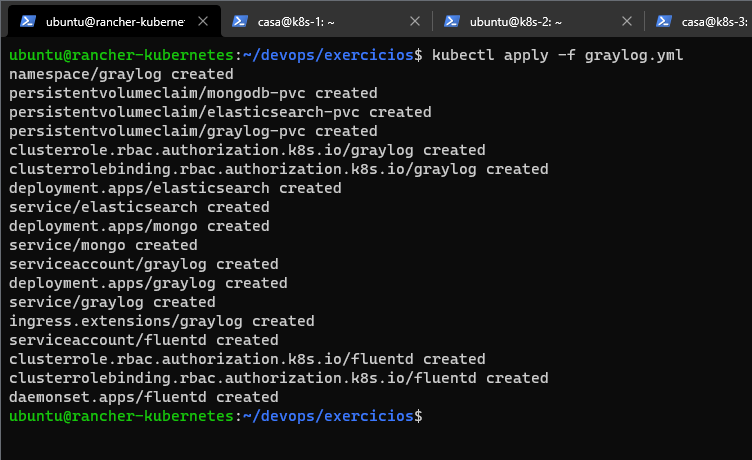 ubuntu@rancher-kubernet
casa@k8s-1: ~
ubuntu@k8s-2: ~
casa@k8s-3:
ubuntu@rancher-kubernetes:~/devops/exercicios$ kubectl apply -f graylog.yml
namespace/graylog created
persistentvolumeclaim/mongodb-pvc created
persistentvolumeclaim/elasticsearch-pvc created
persistentvolumeclaim/graylog-pvc created
clusterrole.rbac.authorization.k8s.io/graylog created
clusterrolebinding.rbac.authorization.k8s.io/graylog created
deployment.apps/elasticsearch created
service/elasticsearch created
deployment.apps/mongo created
service/mongo created
serviceaccount/graylog created
deployment.apps/graylog created
service/graylog created
ingress.extensions/graylog created
serviceaccount/fluentd created
clusterrole.rbac.authorization.k8s.io/fluentd created
clusterrolebinding.rbac.authorization.k8s.io/fluentd created
daemonset.apps/fluentd created
ubuntu@rancher-kubernetes:~/devops/exercicios$